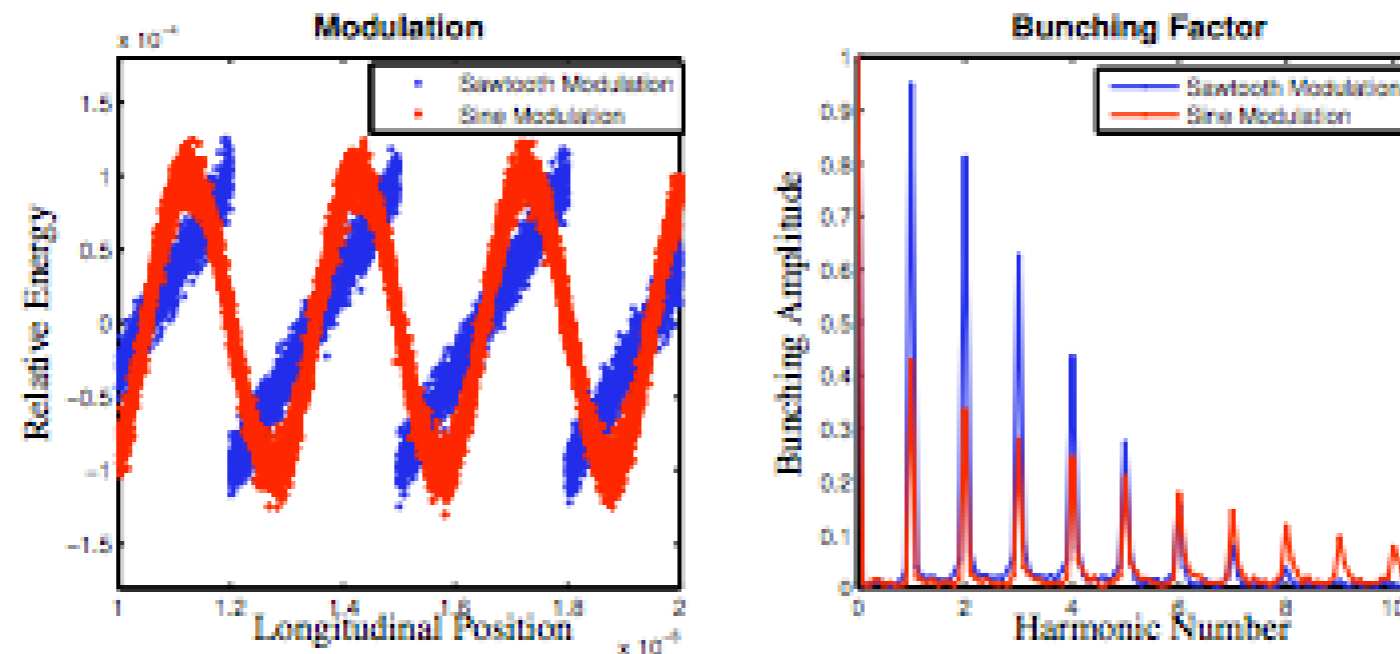 Modulation
x 10⁻⁴
Sawtooth Modulation
Sine Modulation
1.5
1
0.5
0
−0.5
−1
−1.5
Relative Energy
1 1.2 1.4 1.6 1.8 2
Longitudinal Position
Bunching Factor
Sawtooth Modulation
Sine Modulation
1
0.9
0.8
0.7
0.6
0.5
0.4
0.3
0.2
0.1
0
Bunching Amplitude
0 2 4 6 8 10
Harmonic Number